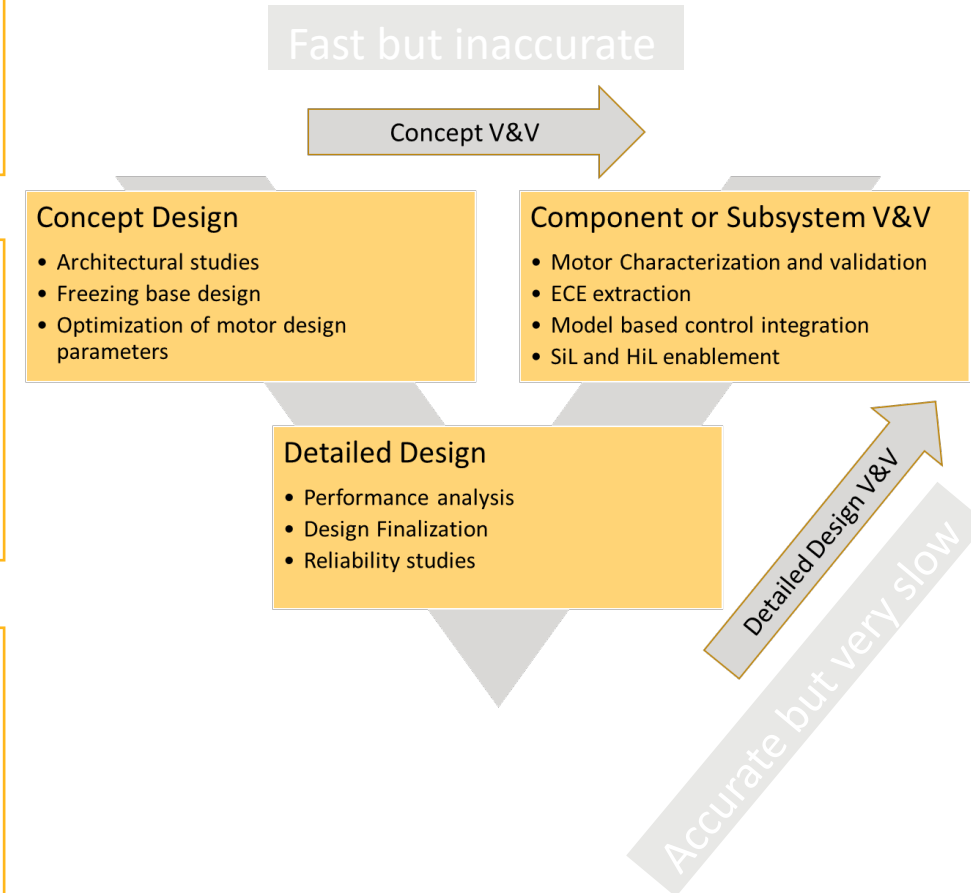 Fast but inaccurate
Concept V&V
Concept Design
• Architectural studies
• Freezing base design
• Optimization of motor design
parameters
Component or Subsystem V&V
• Motor Characterization and validation
• ECE extraction
• Model based control integration
• SiL and HiL enablement
Detailed Design
• Performance analysis
• Design Finalization
• Reliability studies
Detailed Design V&V
Accurate but very slow